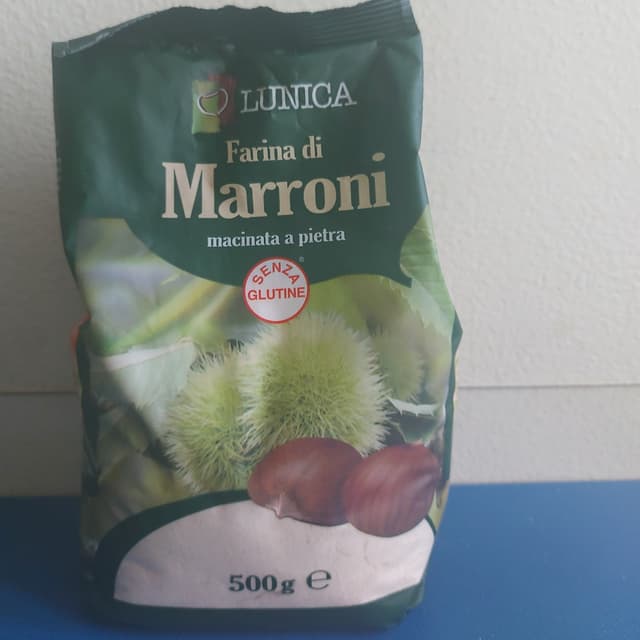 LUNICA
Farina di
Marroni
macinata a pietra
SENZA
GLUTINE
500g ℮